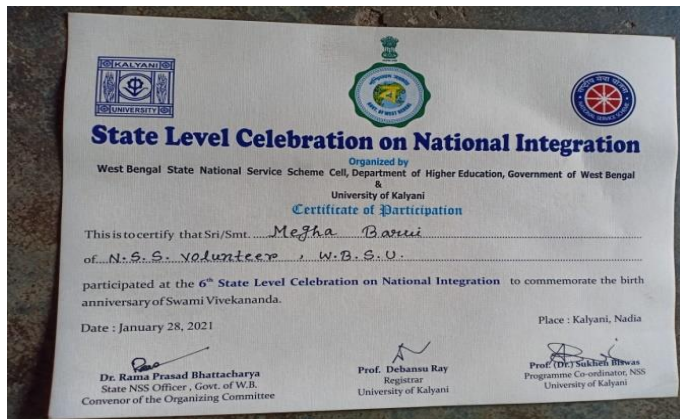 KALYANI
UNIVERSITY
GOVT. OF WEST BENGAL
State Level Celebration on National Integration
Organized by
West Bengal State National Service Scheme Cell, Department of Higher Education, Government of West Bengal
&
University of Kalyani
Certificate of Participation
This is to certify that Sri/Smt. Megha Barui
of N.S.S. Volunteer , W.B.S.U.
participated at the 6th State Level Celebration on National Integration to commemorate the birth
anniversary of Swami Vivekananda.
Date : January 28, 2021
Place : Kalyani, Nadia
Dr. Rama Prasad Bhattacharya
State NSS Officer , Govt. of W.B.
Convenor of the Organizing Committee
Prof. Debansu Ray
Registrar
University of Kalyani
Prof. (Dr.) Sukhen Biswas
Programme Co-ordinator, NSS
University of Kalyani